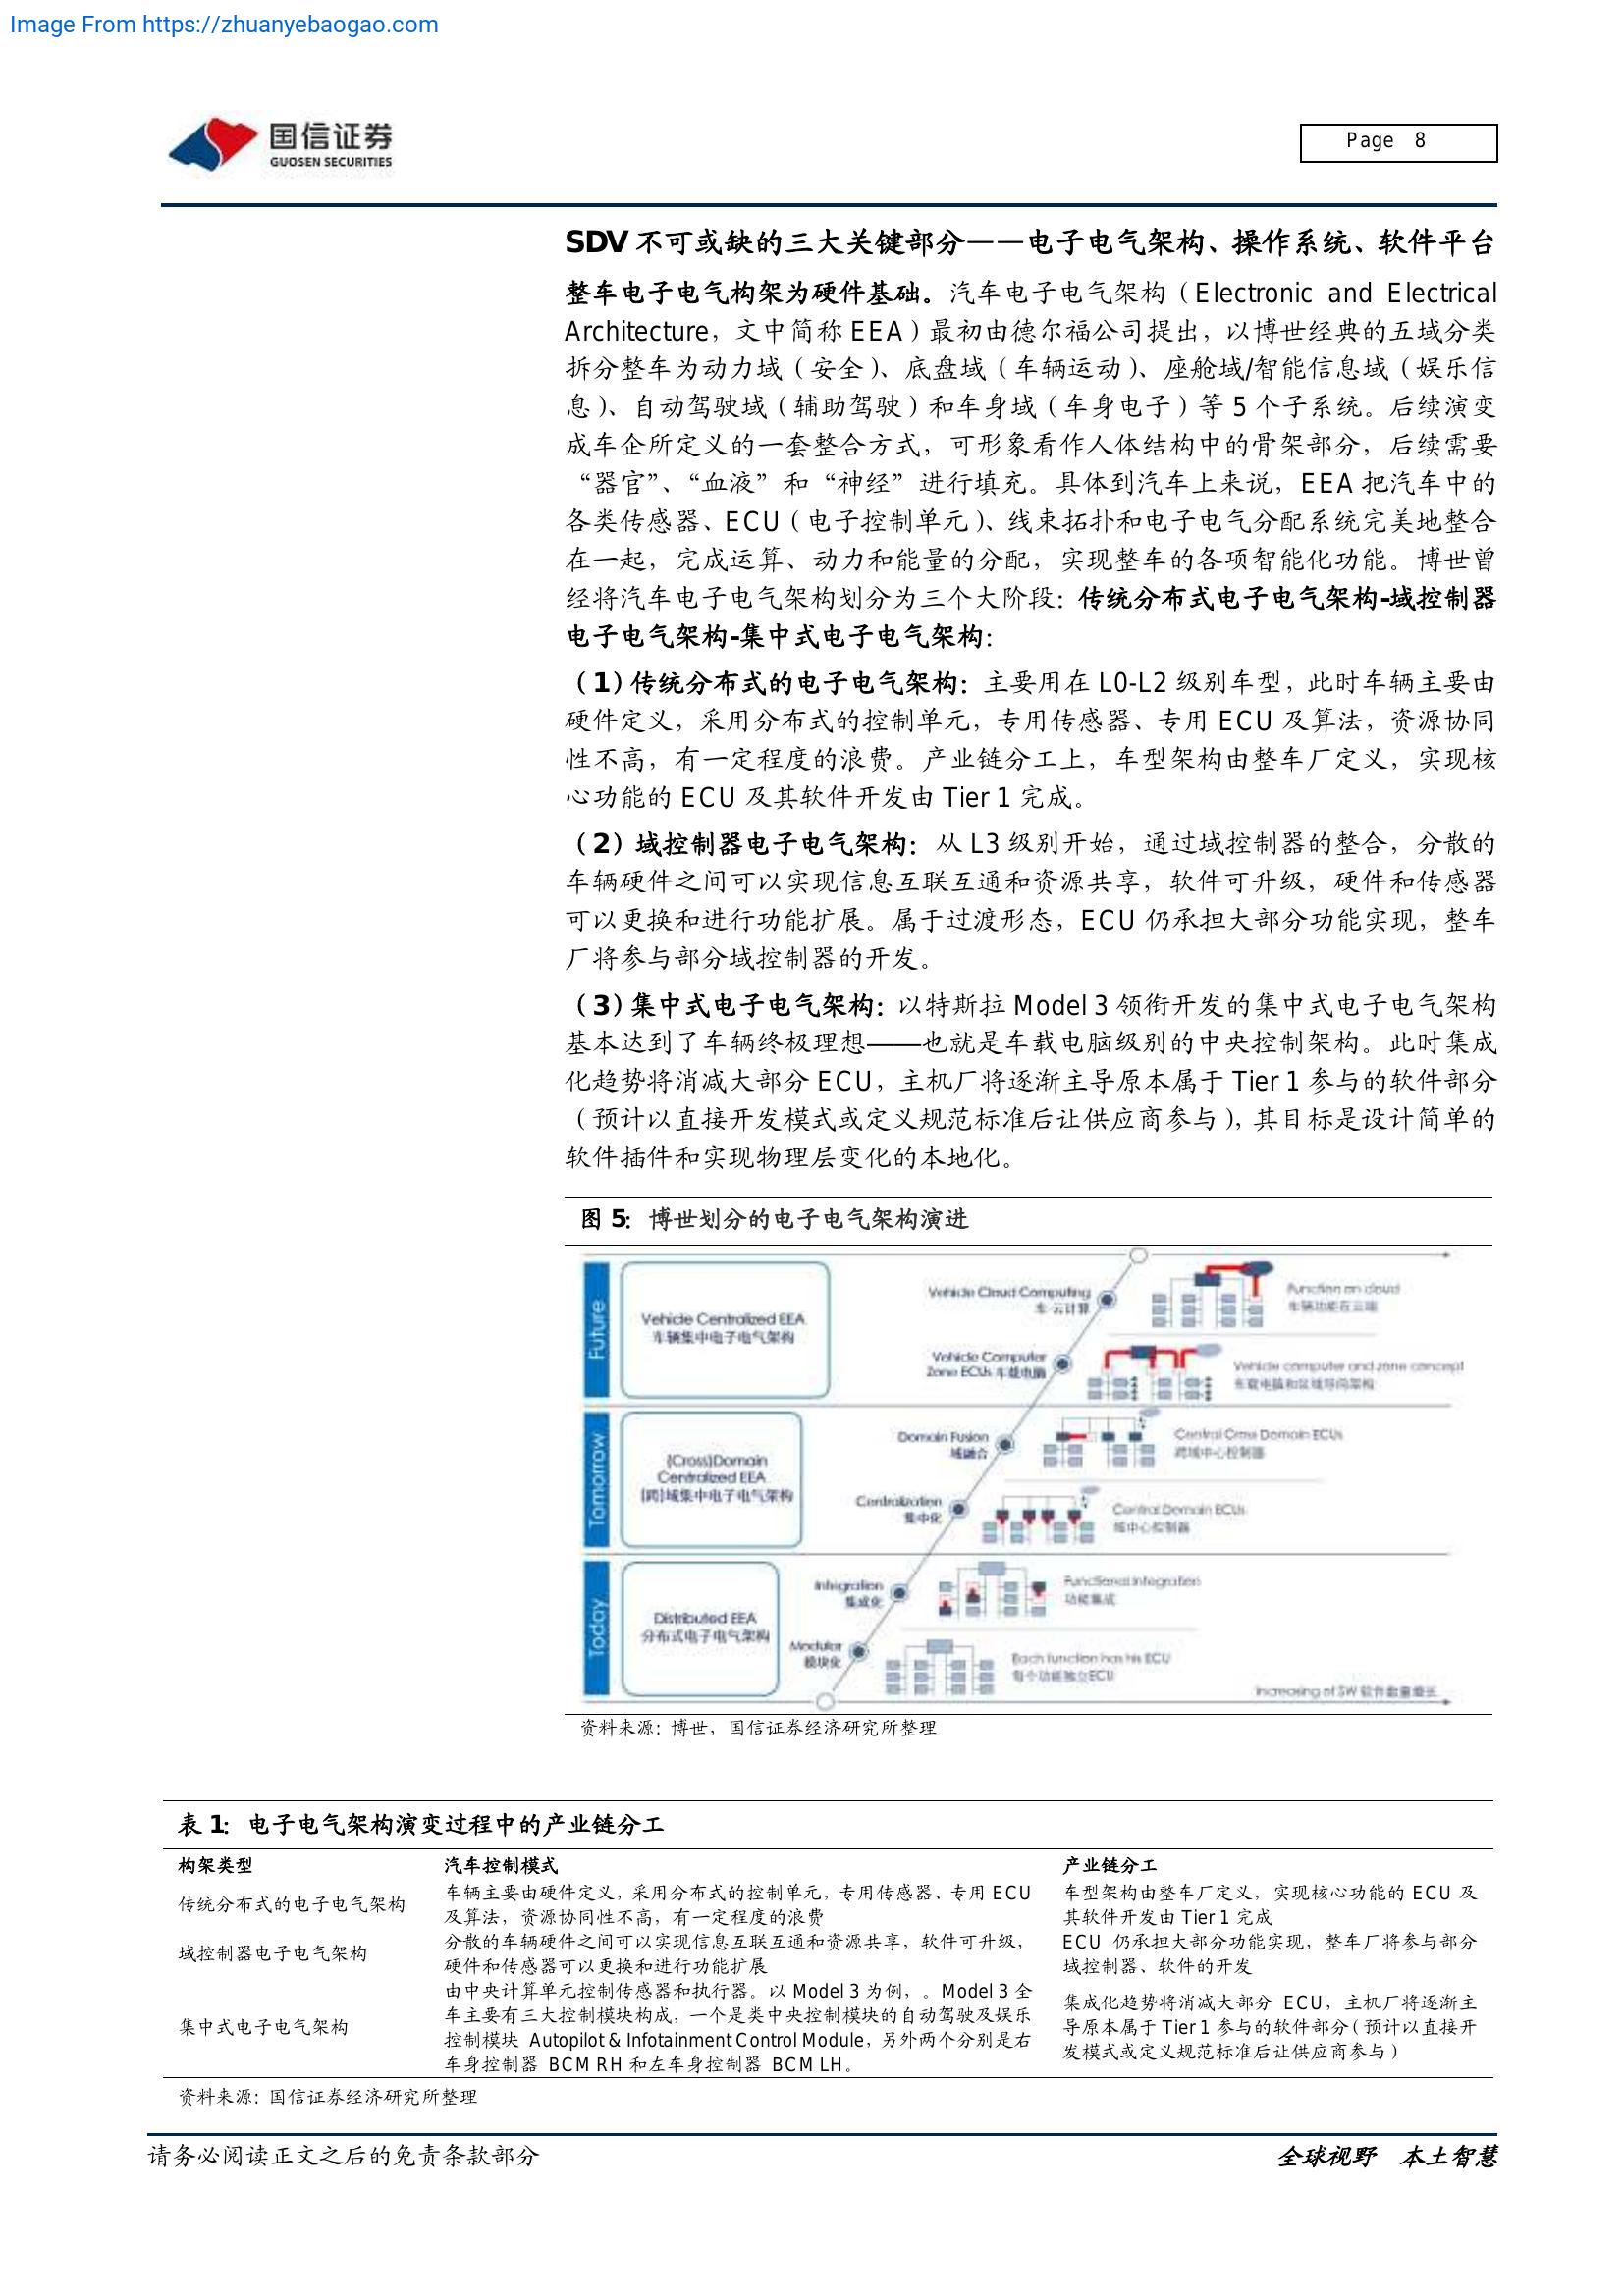 Image From https://zhuanyebaogao.com
国信证券
GUOSEN SECURITIES
Page 8
SDV 不可或缺的三大关键部分——电子电气架构、操作系统、软件平台
整车电子电气构架为硬件基础。汽车电子电气架构（Electronic and Electrical
Architecture，文中简称 EEA）最初由德尔福公司提出，以博世经典的五域分类
拆分整车为动力域（安全）、底盘域（车辆运动）、座舱域/智能信息域（娱乐信
息）、自动驾驶域（辅助驾驶）和车身域（车身电子）等 5 个子系统。后续演变
成车企所定义的一套整合方式，可形象看作人体结构中的骨架部分，后续需要
“器官”、“血液”和“神经”进行填充。具体到汽车上来说，EEA 把汽车中的
各类传感器、ECU（电子控制单元）、线束拓扑和电子电气分配系统完美地整合
在一起，完成运算、动力和能量的分配，实现整车的各项智能化功能。博世曾
经将汽车电子电气架构划分为三个大阶段：传统分布式电子电气架构-域控制器
电子电气架构-集中式电子电气架构：
（1）传统分布式的电子电气架构：主要用在 L0-L2 级别车型，此时车辆主要由
硬件定义，采用分布式的控制单元，专用传感器、专用 ECU 及算法，资源协同
性不高，有一定程度的浪费。产业链分工上，车型架构由整车厂定义，实现核
心功能的 ECU 及其软件开发由 Tier 1 完成。
（2）域控制器电子电气架构：从 L3 级别开始，通过域控制器的整合，分散的
车辆硬件之间可以实现信息互联互通和资源共享，软件可升级，硬件和传感器
可以更换和进行功能扩展。属于过渡形态，ECU 仍承担大部分功能实现，整车
厂将参与部分域控制器的开发。
（3）集中式电子电气架构：以特斯拉 Model 3 领衔开发的集中式电子电气架构
基本达到了车辆终极理想——也就是车载电脑级别的中央控制架构。此时集成
化趋势将消减大部分 ECU，主机厂将逐渐主导原本属于 Tier 1 参与的软件部分
（预计以直接开发模式或定义规范标准后让供应商参与），其目标是设计简单的
软件插件和实现物理层变化的本地化。
图 5：博世划分的电子电气架构演进
Future
Vehicle Centralized EEA
车辆集中电子电气架构
Vehicle Cloud Computing
车-云计算
Function on cloud
车辆功能在云端
Vehicle Computer
Zone ECUs 车载电脑
Vehicle computer and zone concept
车载电脑和区域导向架构
Tomorrow
(Cross)Domain
Centralized EEA
(跨)域集中电子电气架构
Domain Fusion
域融合
Central Cross Domain ECUs
跨域中心控制器
Centralization
集中化
Central Domain ECUs
域中心控制器
Today
Distributed EEA
分布式电子电气架构
Integration
集成化
Functional Integration
功能集成
Modular
模块化
Each function has his ECU
每个功能独立ECU
Increasing of SW 软件数量增长
资料来源：博世，国信证券经济研究所整理
表 1：电子电气架构演变过程中的产业链分工
构架类型 汽车控制模式 产业链分工
传统分布式的电子电气架构
车辆主要由硬件定义，采用分布式的控制单元，专用传感器、专用 ECU
及算法，资源协同性不高，有一定程度的浪费
车型架构由整车厂定义，实现核心功能的 ECU 及
其软件开发由 Tier 1 完成
域控制器电子电气架构
分散的车辆硬件之间可以实现信息互联互通和资源共享，软件可升级，
硬件和传感器可以更换和进行功能扩展
ECU 仍承担大部分功能实现，整车厂将参与部分
域控制器、软件的开发
集中式电子电气架构
由中央计算单元控制传感器和执行器。以 Model 3 为例，。Model 3 全
车主要有三大控制模块构成，一个是类中央控制模块的自动驾驶及娱乐
控制模块 Autopilot & Infotainment Control Module，另外两个分别是右
车身控制器 BCM RH 和左车身控制器 BCM LH。
集成化趋势将消减大部分 ECU，主机厂将逐渐主
导原本属于 Tier 1 参与的软件部分（预计以直接开
发模式或定义规范标准后让供应商参与）
资料来源：国信证券经济研究所整理
请务必阅读正文之后的免责条款部分
全球视野 本土智慧